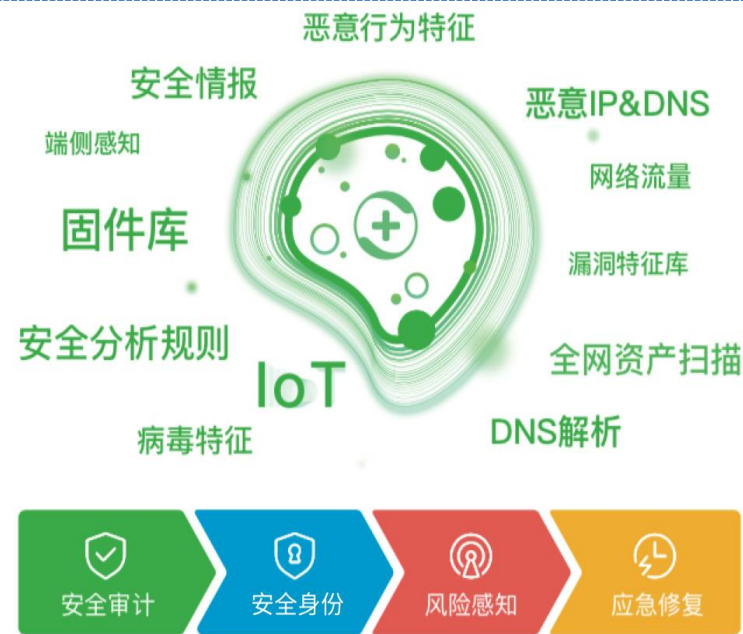 恶意行为特征
安全情报
恶意IP&DNS
端侧感知
网络流量
固件库
漏洞特征库
安全分析规则
全网资产扫描
IoT
DNS解析
病毒特征
安全审计
安全身份
风险感知
应急修复